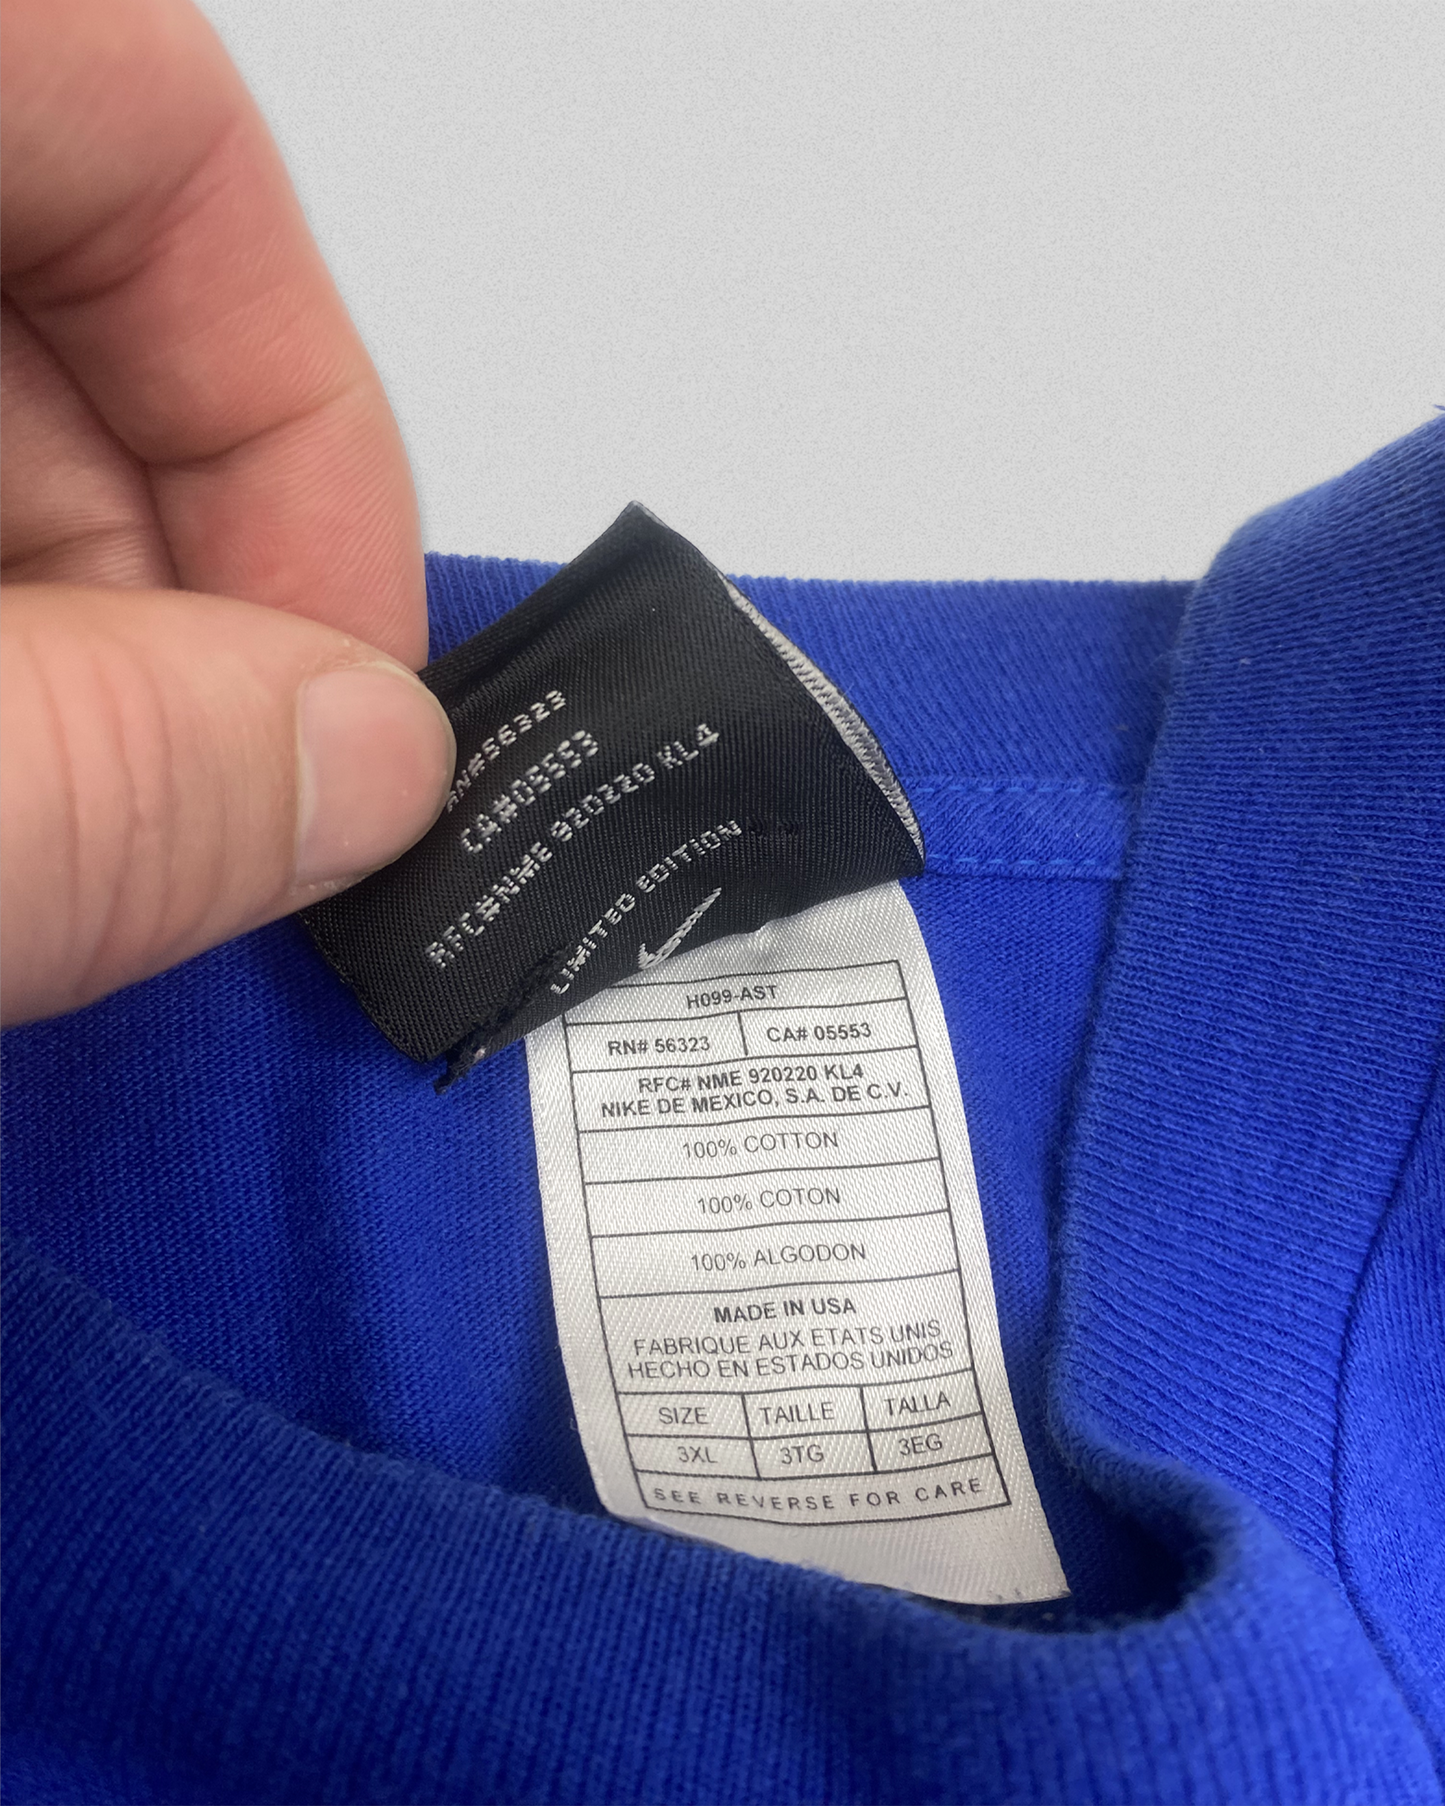 RN#56323
CA#05553
RFC#NME 920220 KL4
LIMITED EDITION
H099-AST
RN# 56323 CA# 05553
RFC# NME 920220 KL4
NIKE DE MEXICO, S.A. DE C.V.
100% COTTON
100% COTON
100% ALGODON
MADE IN USA
FABRIQUE AUX ETATS UNIS
HECHO EN ESTADOS UNIDOS
SIZE TAILLE TALLA
3XL 3TG 3EG
SEE REVERSE FOR CARE